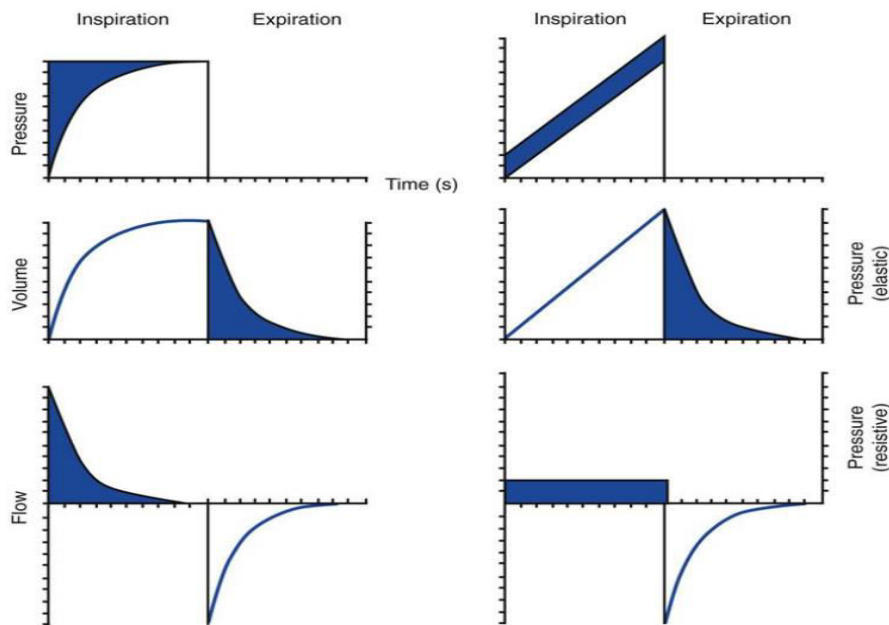 Inspiration Expiration Inspiration Expiration
Pressure
Time (s)
Volume
Pressure
(elastic)
Flow
Pressure
(resistive)